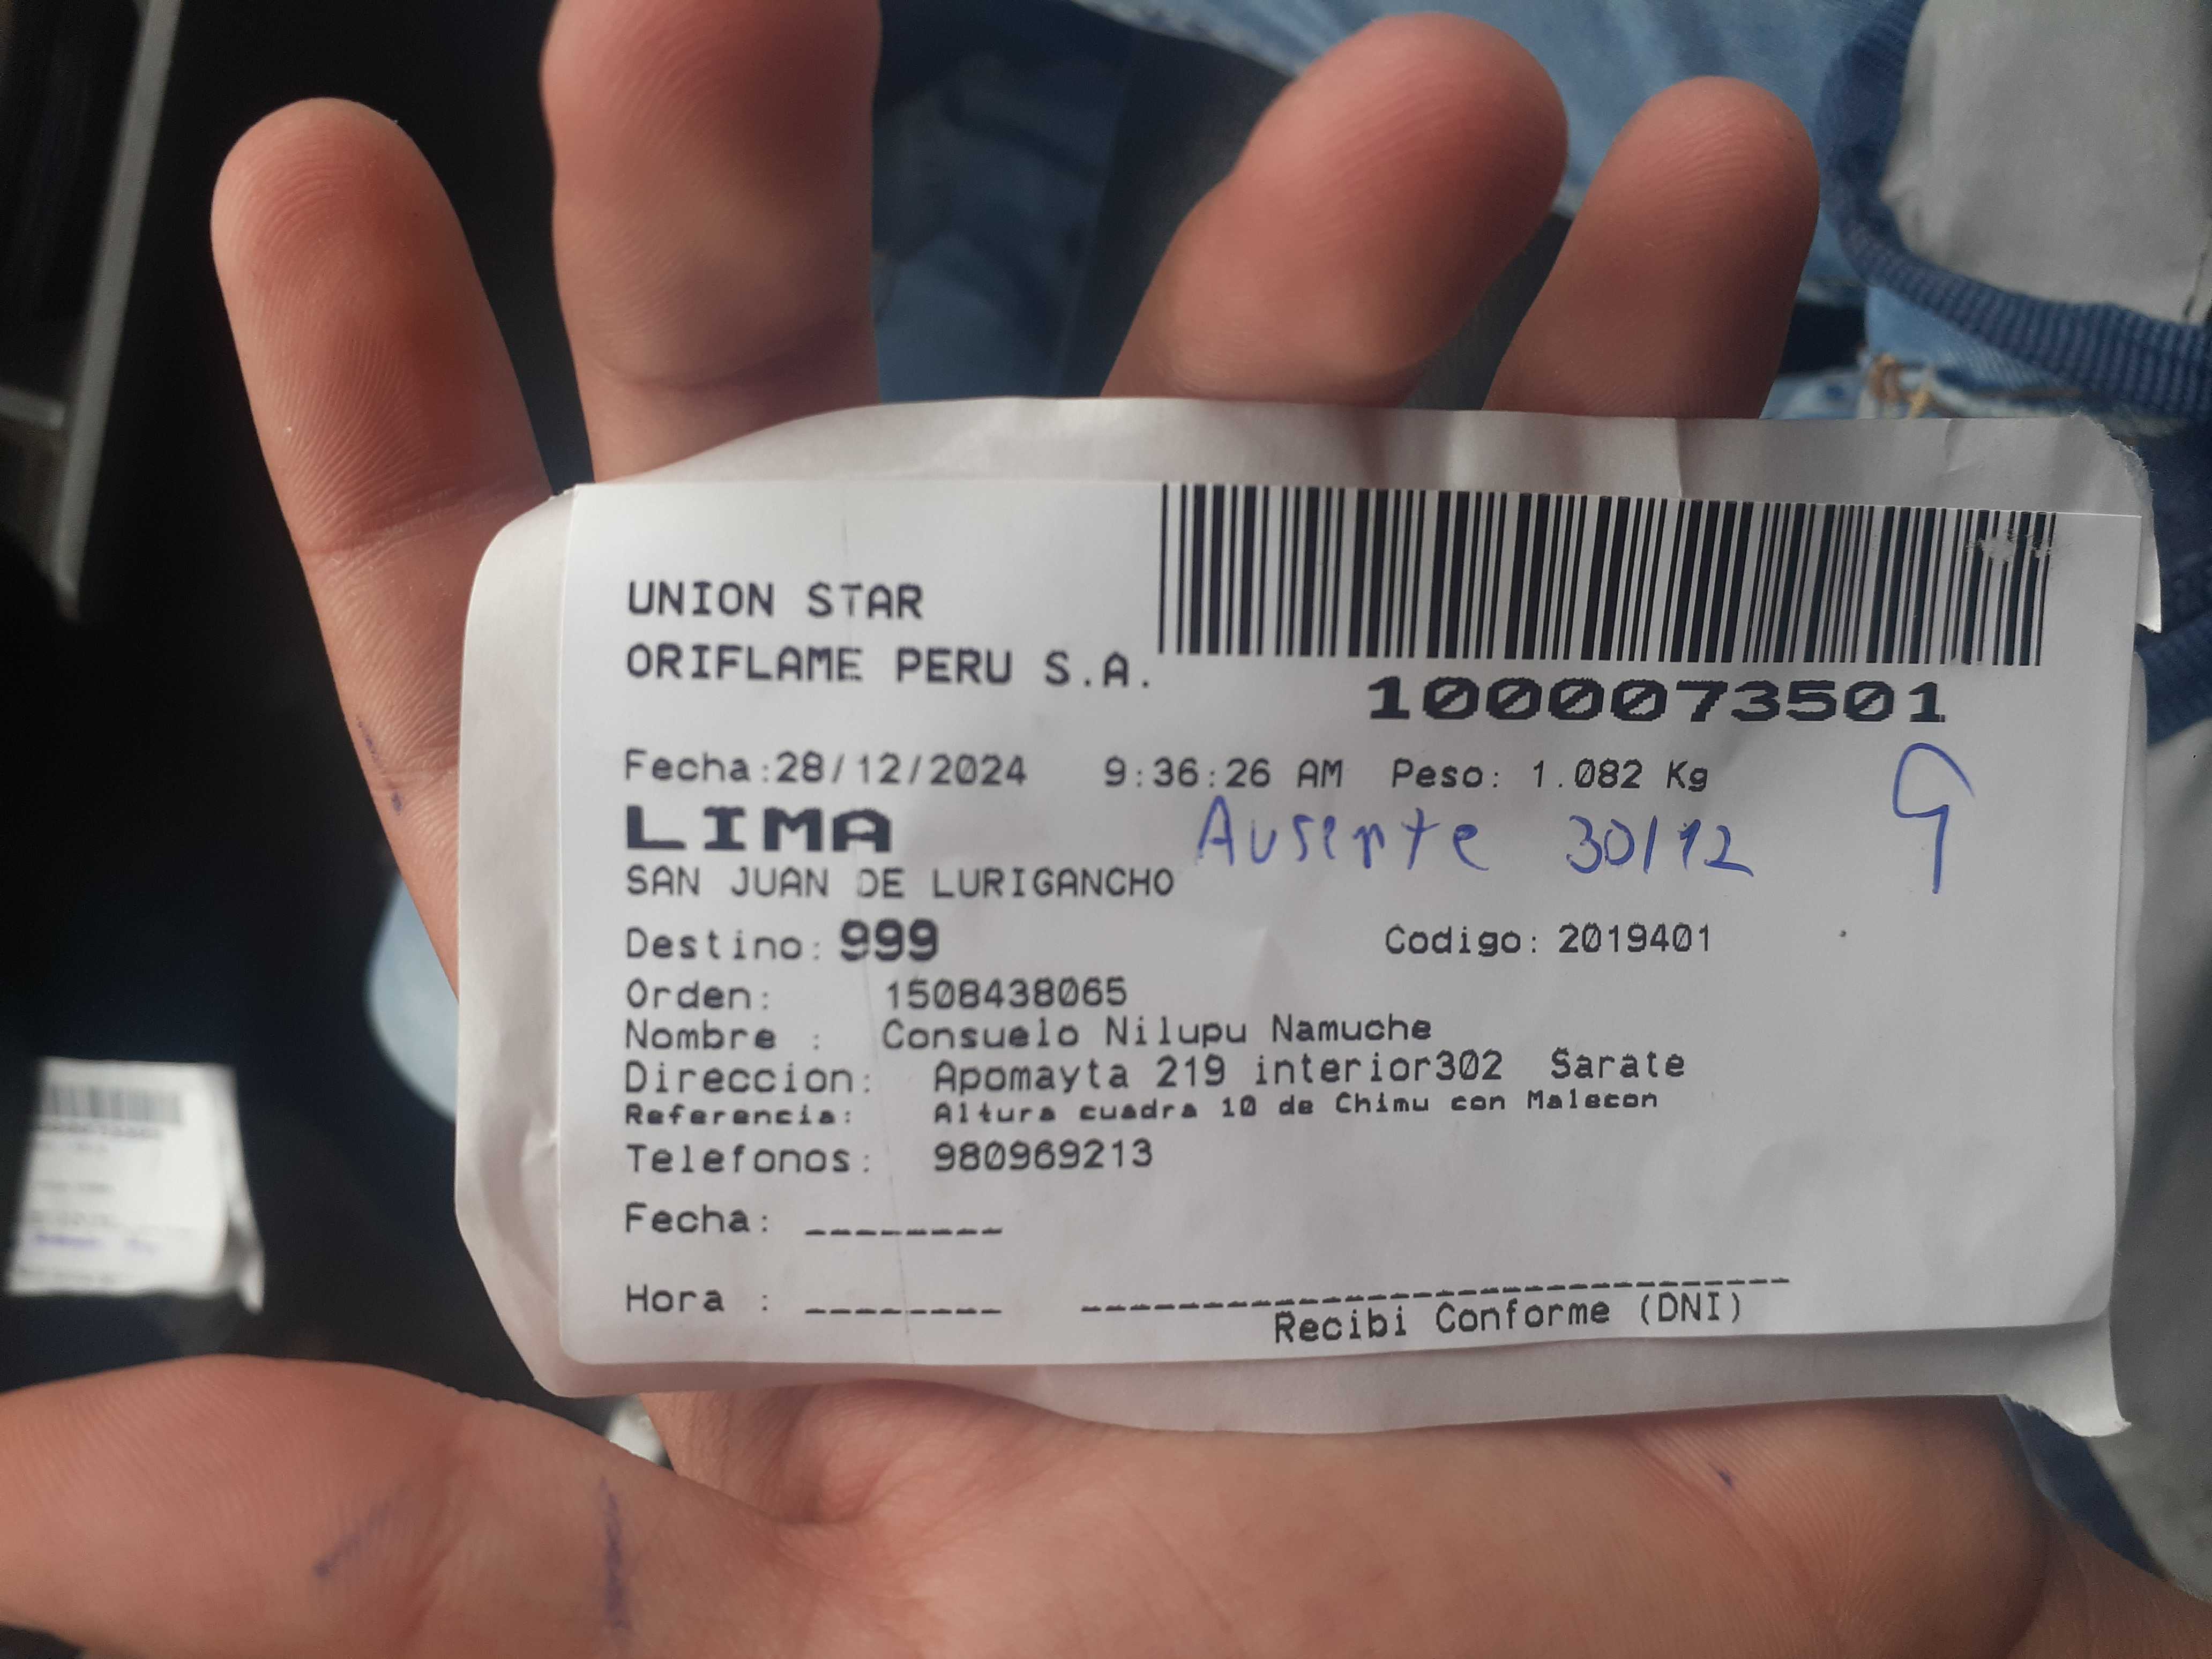 UNION STAR
ORIFLAME PERU S.A.
1000073501
Fecha:28/12/2024 9:36:26 AM Peso: 1.082 Kg
LIMA
Ausente 30/12
SAN JUAN DE LURIGANCHO
Destino: 999 Codigo: 2019401
Orden: 1508438065
Nombre : Consuelo Nilupu Namuche
Direccion: Apomayta 219 interior302 Sarate
Referencia: Altura cuadra 10 de Chimu con Malecon
Telefonos: 980969213
Fecha: ________
Hora : ________
Recibi Conforme (DNI)